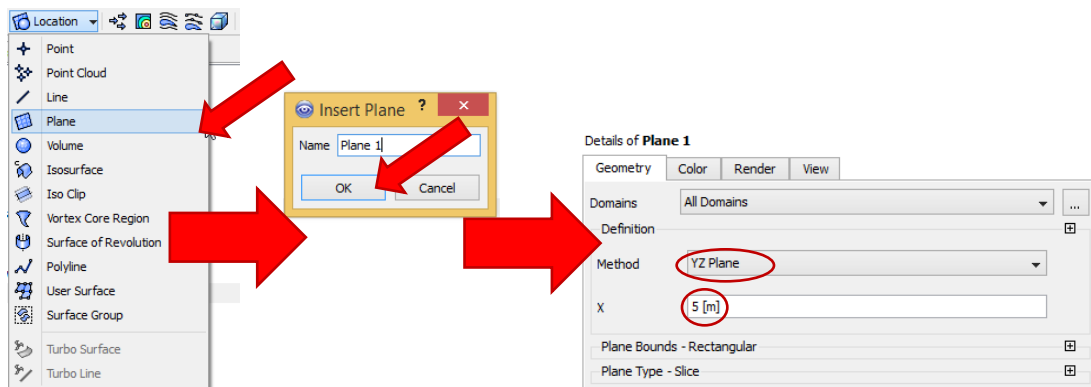 Location
Point
Point Cloud
Line
Plane
Volume
Isosurface
Iso Clip
Vortex Core Region
Surface of Revolution
Polyline
User Surface
Surface Group
Turbo Surface
Turbo Line
Insert Plane ? ×
Name Plane 1
OK Cancel
Details of Plane 1
Geometry Color Render View
Domains All Domains ...
Definition
Method YZ Plane
X 5 [m]
Plane Bounds - Rectangular
Plane Type - Slice